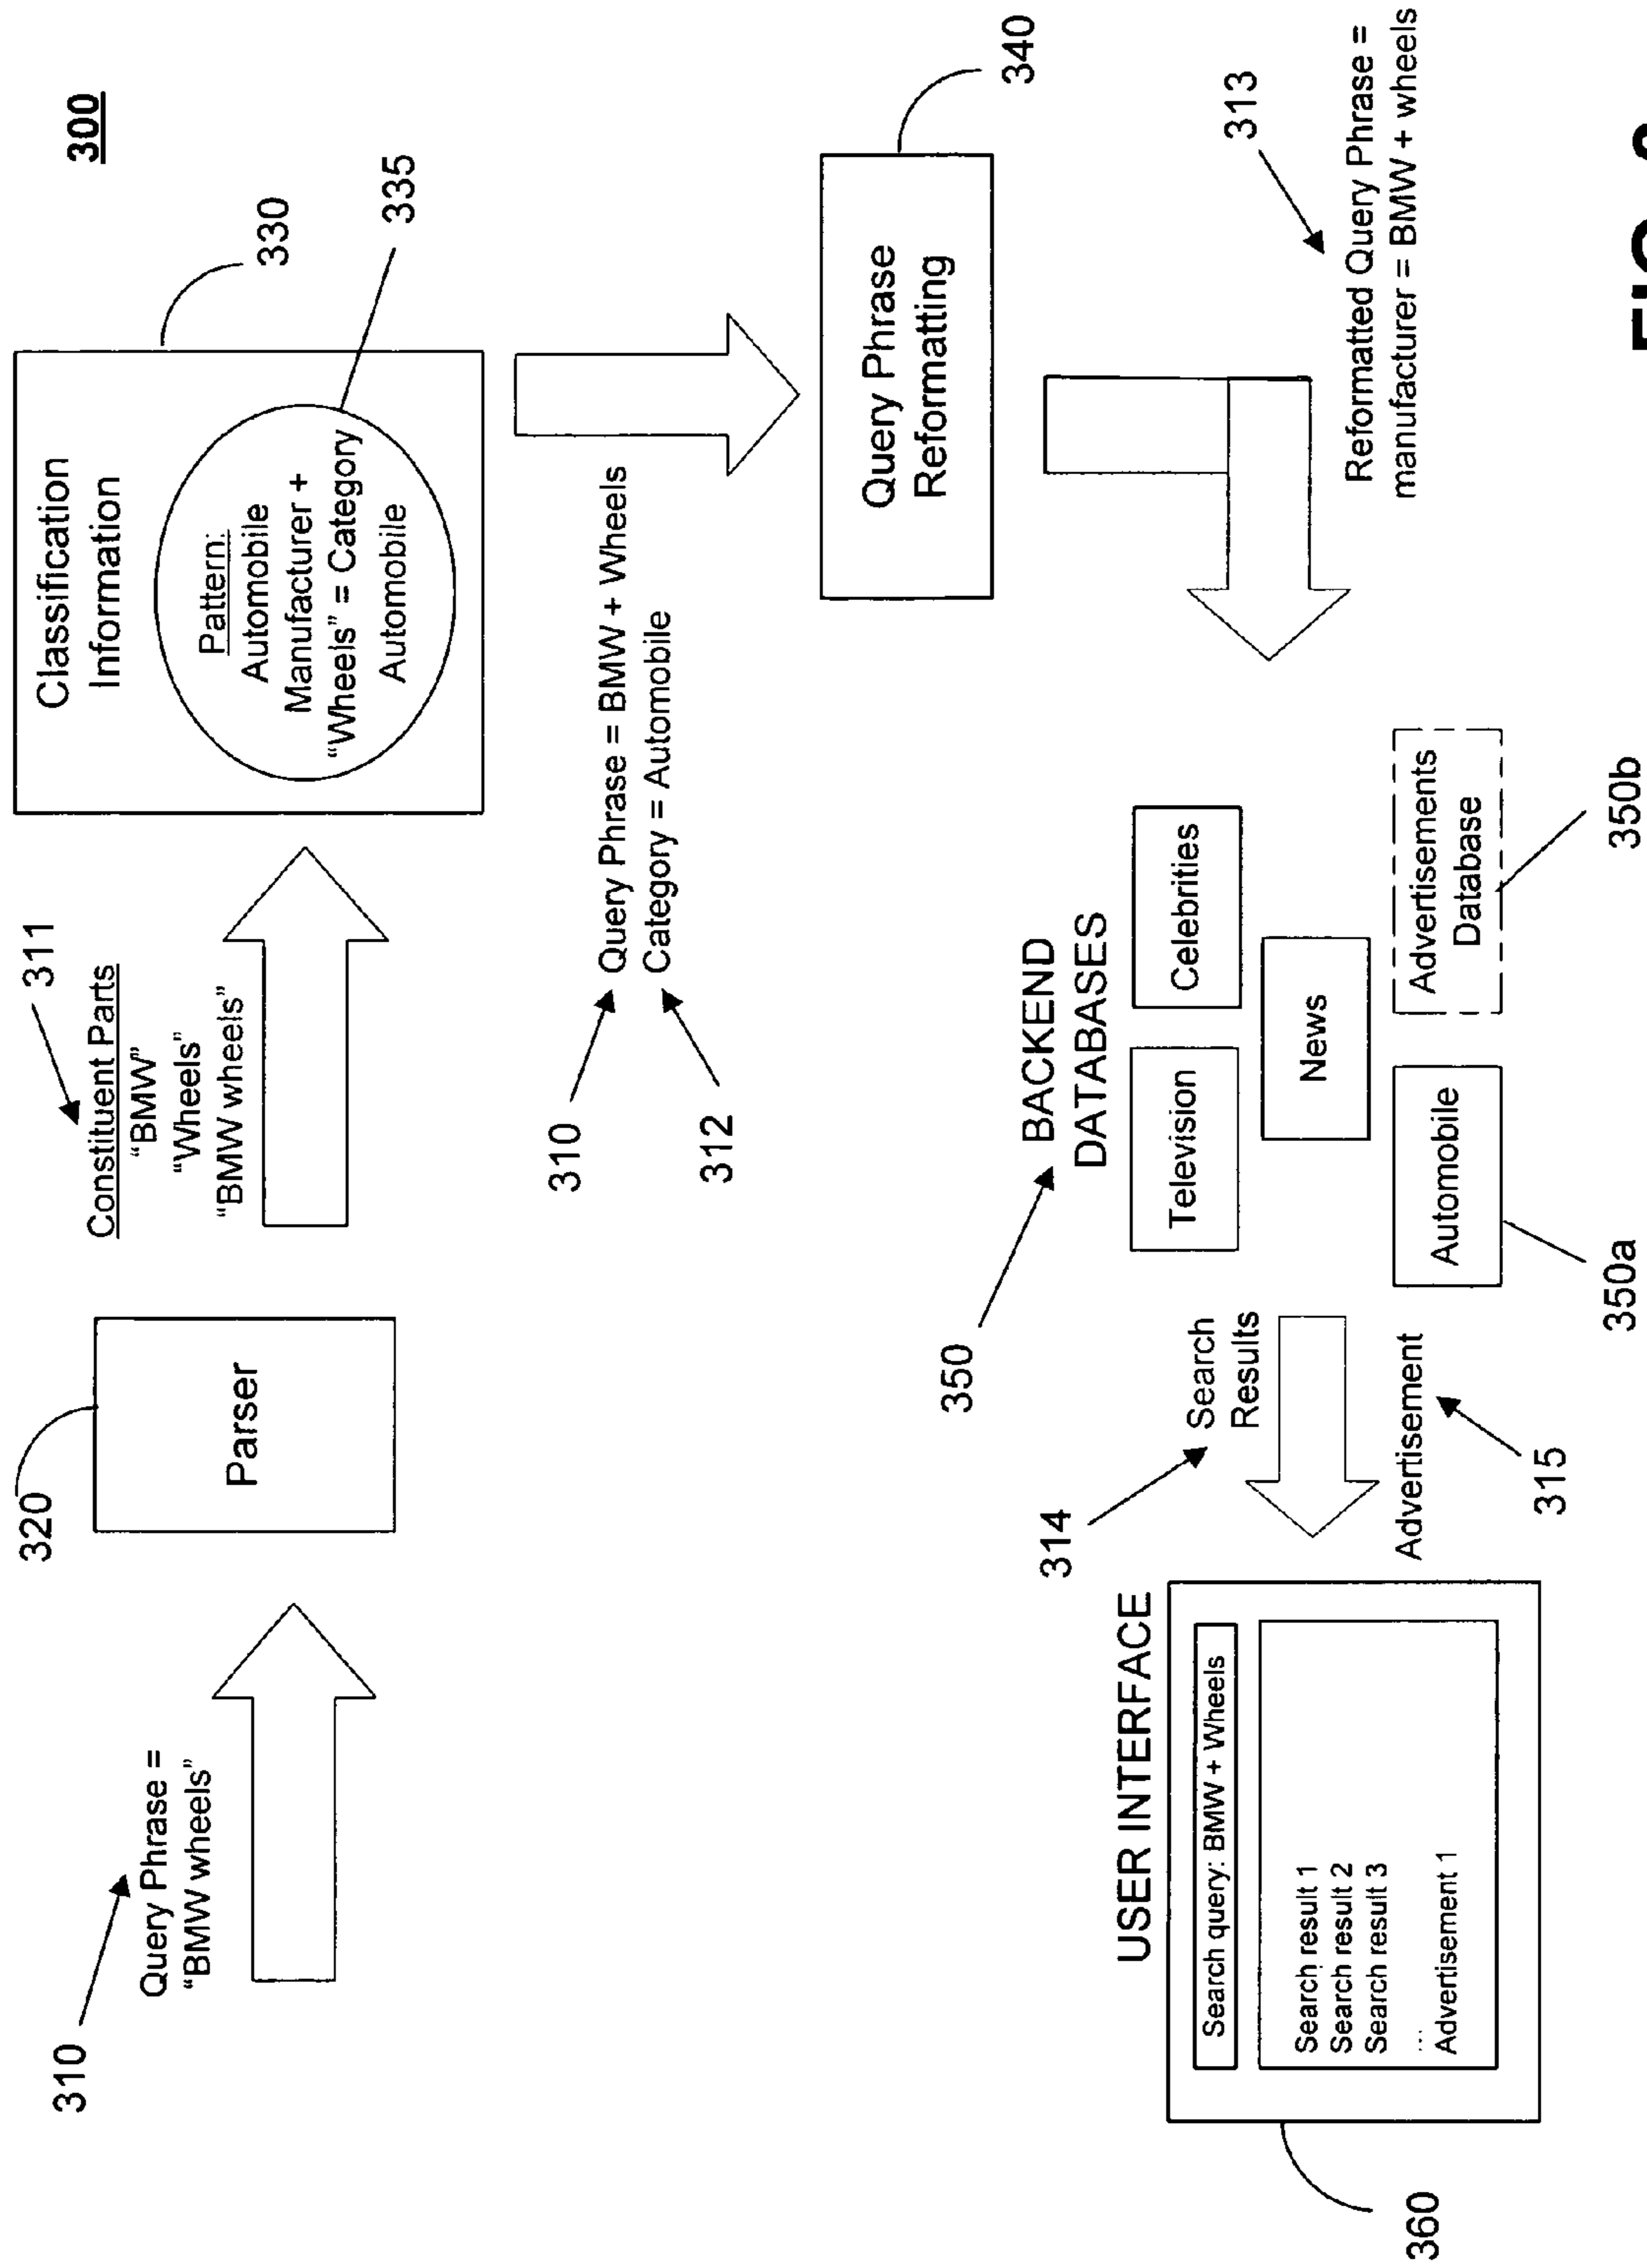 300
310
Query Phrase =
“BMW wheels”
320
Parser
311
Constituent Parts
“BMW”
“Wheels”
“BMW wheels”
Classification
Information
Pattern:
Automobile
Manufacturer +
“Wheels” = Category
Automobile
330
335
310
Query Phrase = BMW + Wheels
Category = Automobile
312
Query Phrase
Reformatting
340
313
Reformatted Query Phrase =
manufacturer = BMW + wheels
350
BACKEND
DATABASES
Television
Celebrities
News
Automobile
Advertisements
Database
350a
350b
314
Search
Results
Advertisement
315
USER INTERFACE
Search query: BMW + Wheels
Search result 1
Search result 2
Search result 3
...
Advertisement 1
360
FIG.